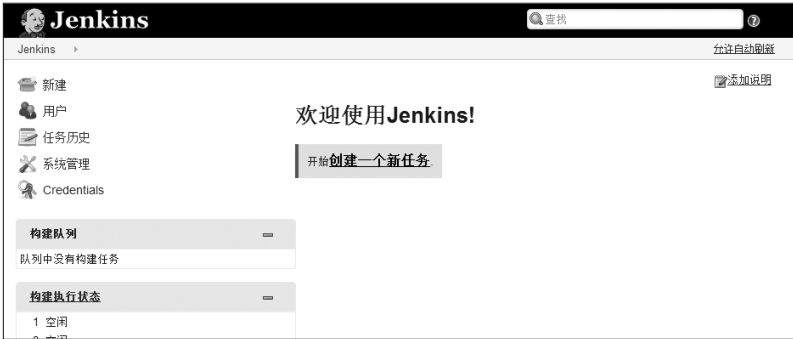 Jenkins
查找
Jenkins
允许自动刷新
添加说明
新建
用户
任务历史
系统管理
Credentials
欢迎使用Jenkins!
开始创建一个新任务.
构建队列
队列中没有构建任务
构建执行状态
1 空闲